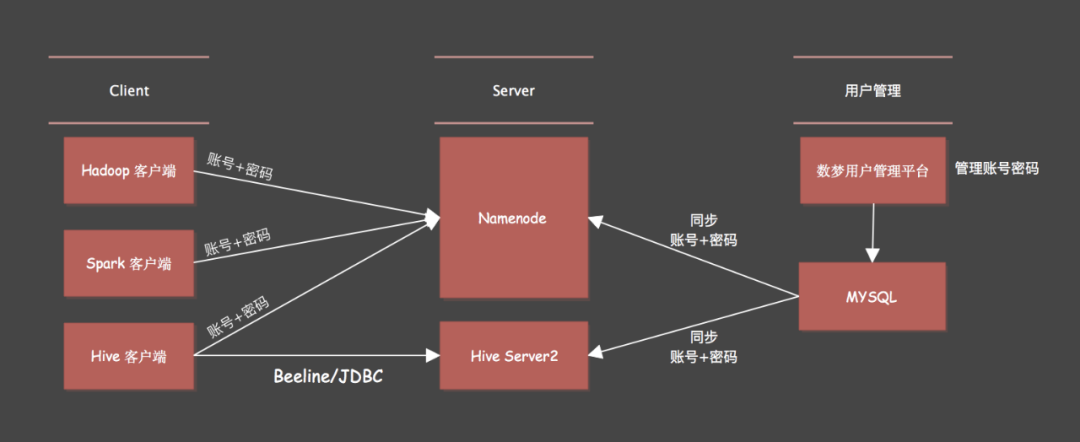 Client
Server
用户管理
Hadoop 客户端
账号+密码
Namenode
数梦用户管理平台
管理账号密码
Spark 客户端
账号+密码
同步
账号+密码
MYSQL
Hive 客户端
账号+密码
Beeline/JDBC
Hive Server2
同步
账号+密码